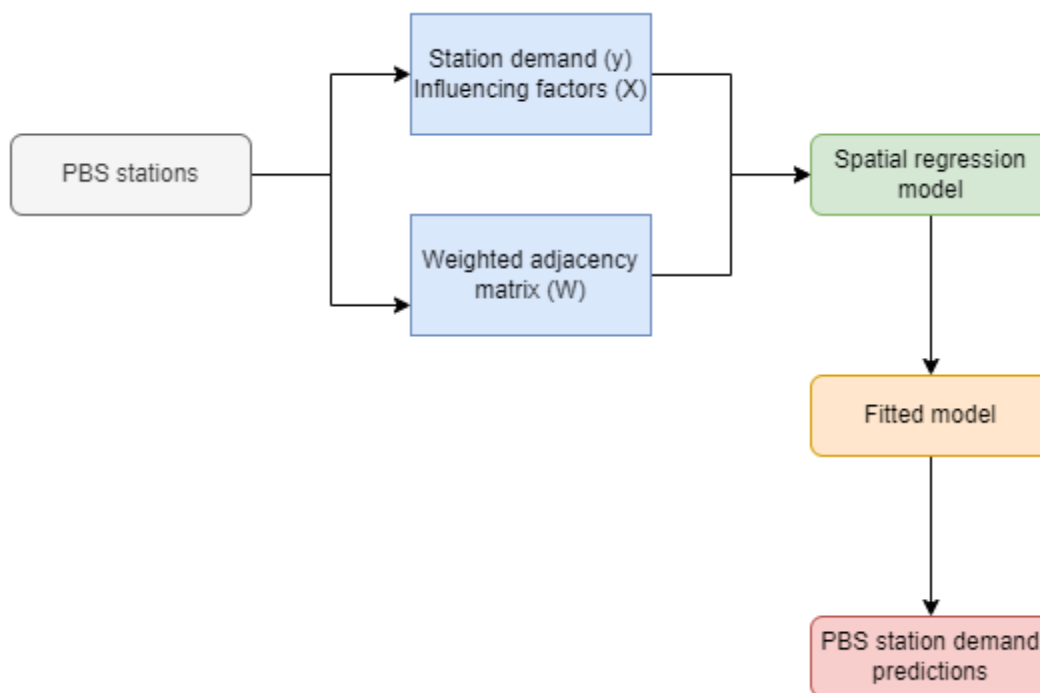 Station demand (y)
Influencing factors (X)
PBS stations
Spatial regression
model
Weighted adjacency
matrix (W)
Fitted model
PBS station demand
predictions